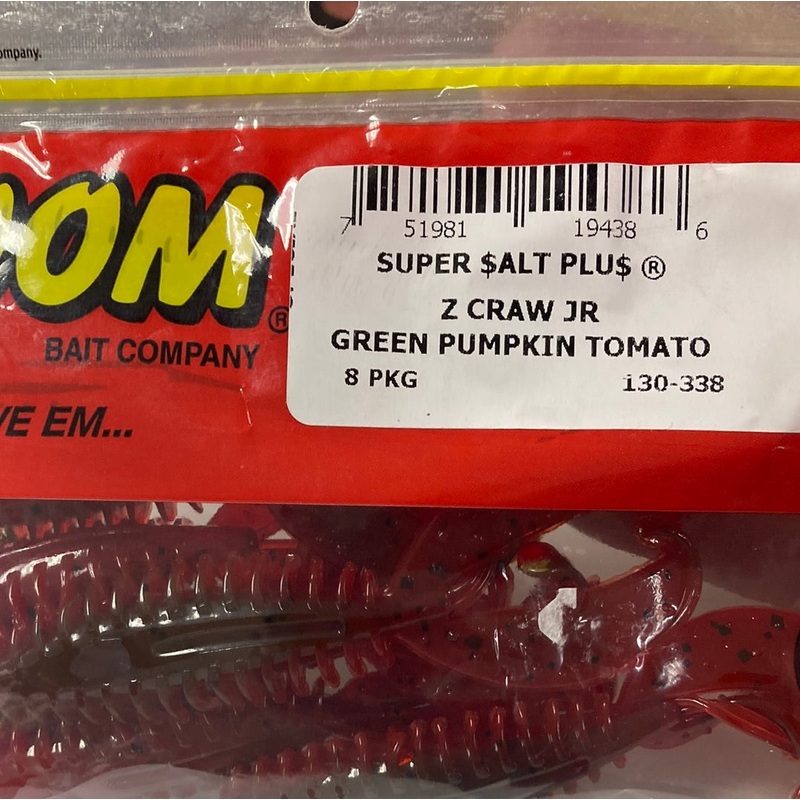 ompany.
OOM®
BAIT COMPANY
VE EM...
7 51981 19438 6
SUPER $ALT PLU$ ®
Z CRAW JR
GREEN PUMPKIN TOMATO
8 PKG 130-338